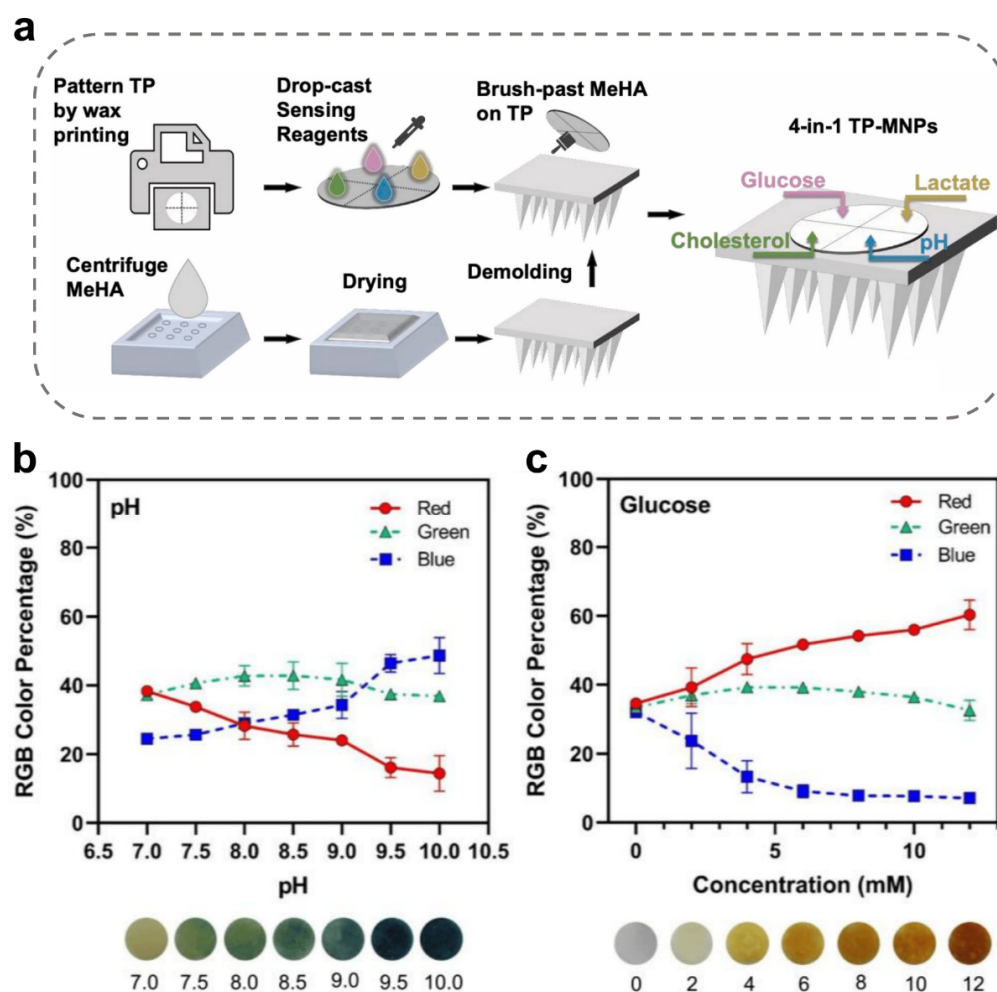 a
Pattern TP
by wax
printing
Drop-cast
Sensing
Reagents
Brush-past MeHA
on TP
4-in-1 TP-MNPs
Glucose
Lactate
Cholesterol
pH
Centrifuge
MeHA
Drying
Demolding
b
RGB Color Percentage (%)
100
80
60
40
20
0
pH
Red
Green
Blue
6.5 7.0 7.5 8.0 8.5 9.0 9.5 10.0 10.5
pH
7.0 7.5 8.0 8.5 9.0 9.5 10.0
c
RGB Color Percentage (%)
100
80
60
40
20
0
Glucose
Red
Green
Blue
0 5 10
Concentration (mM)
0 2 4 6 8 10 12